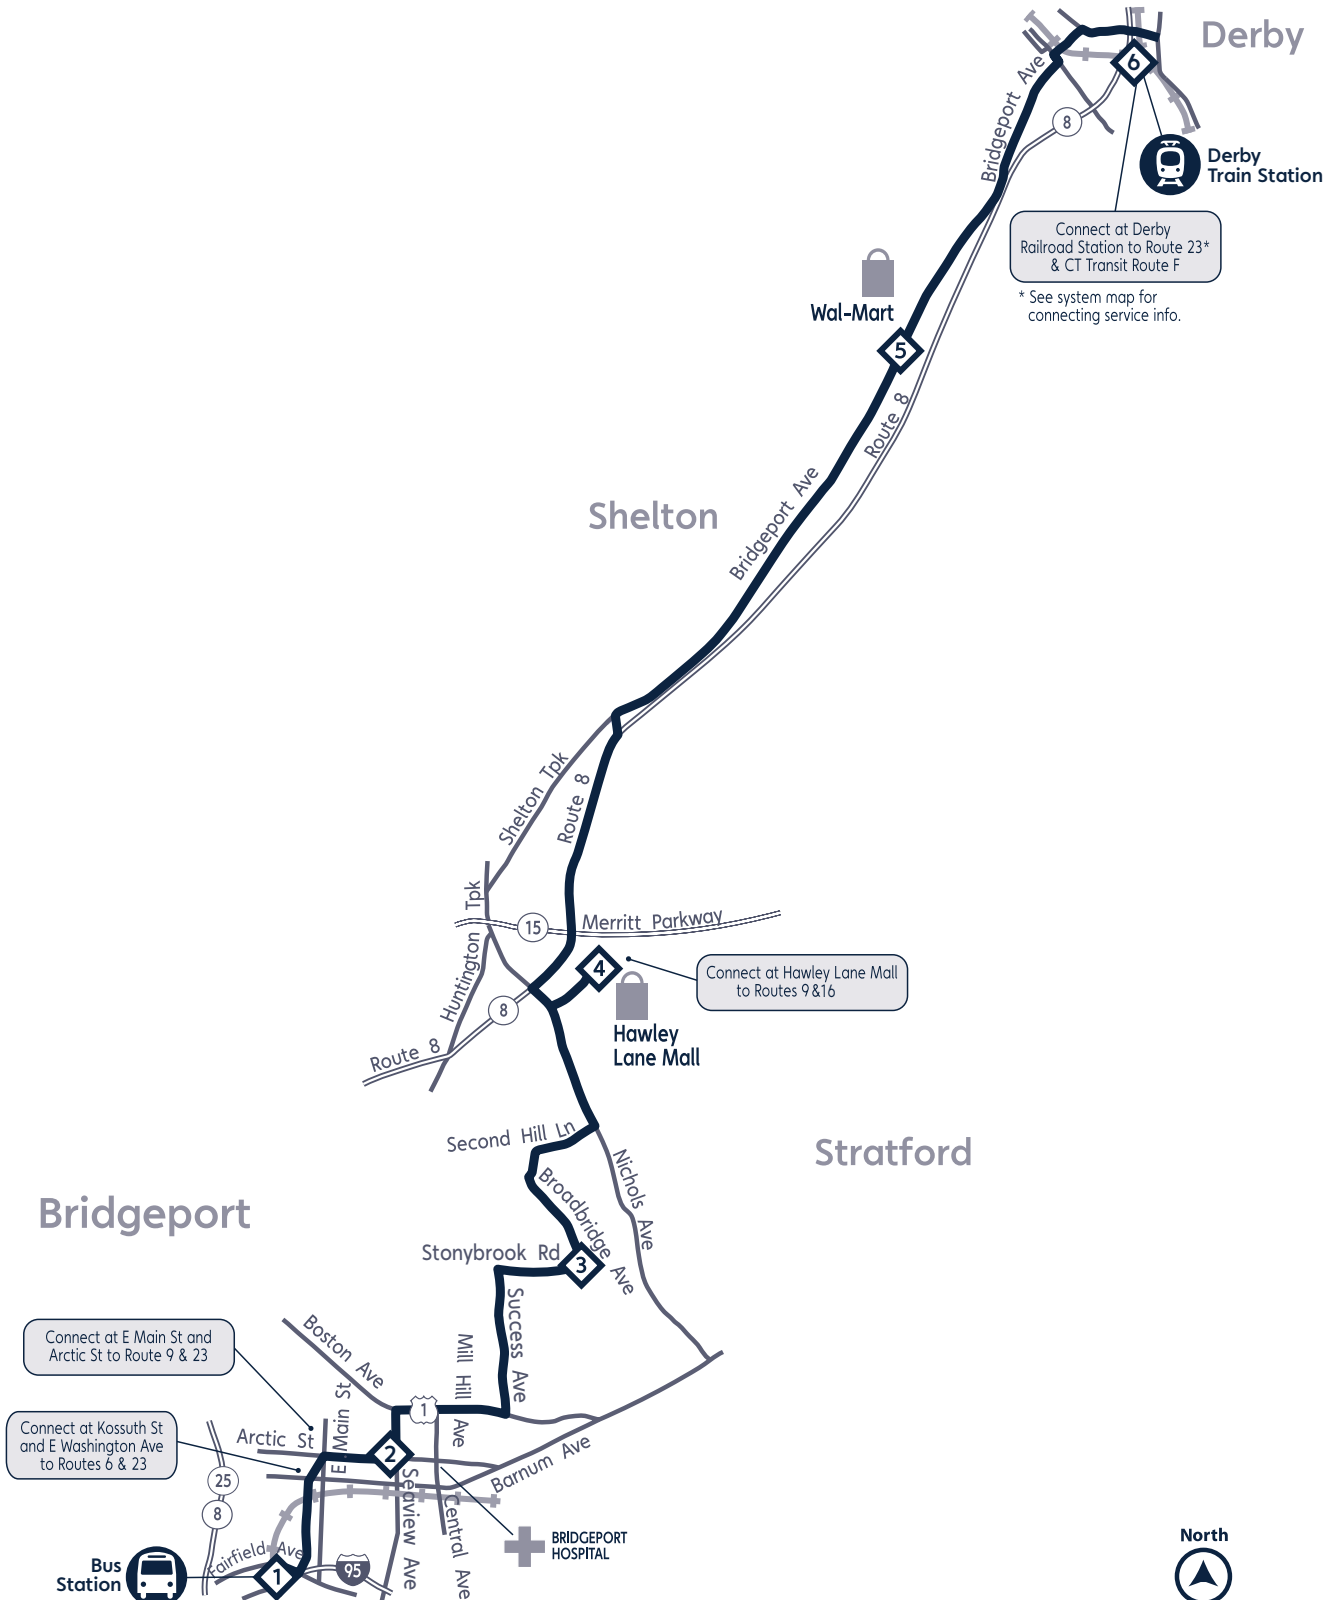 Derby
6
Bridgeport Ave
8
Derby
Train Station
Connect at Derby
Railroad Station to Route 23*
& CT Transit Route F
* See system map for
connecting service info.
Wal-Mart
5
Route 8
Bridgeport Ave
Shelton
Shelton Tpk
Route 8
Huntington Tpk
15
Merritt Parkway
4
Connect at Hawley Lane Mall
to Routes 9 &16
8
Hawley
Lane Mall
Route 8
Second Hill Ln
Stratford
Nichols Ave
Broadbridge Ave
Bridgeport
Stonybrook Rd
3
Success Ave
Boston Ave
Mill Hill Ave
Connect at E Main St and
Arctic St to Route 9 & 23
1
E Main St
Connect at Kossuth St
and E Washington Ave
to Routes 6 & 23
Arctic St
2
Barnum Ave
25
8
Seaview Ave
Central Ave
BRIDGEPORT
HOSPITAL
North
Fairfield Ave
Bus
Station
1
95